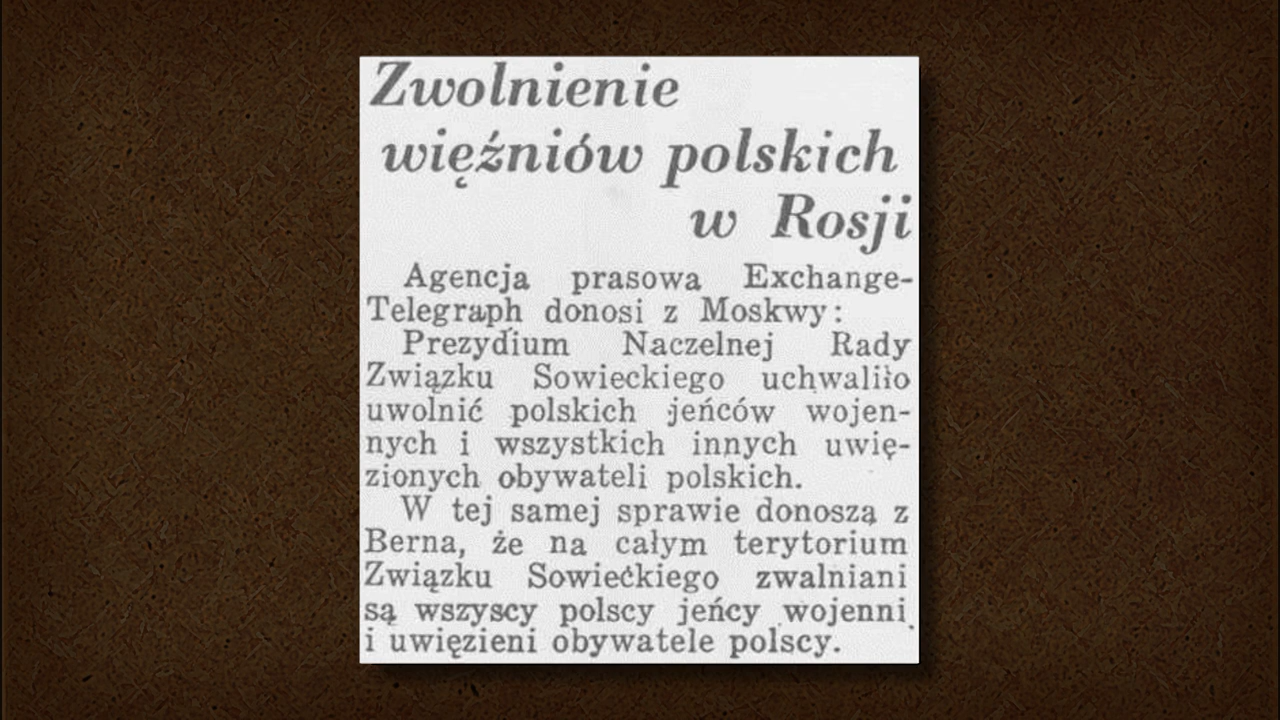 Zwolnienie
więźniów polskich
w Rosji
Agencja prasowa Exchange-
Telegraph donosi z Moskwy:
Prezydium Naczelnej Rady
Związku Sowieckiego uchwaliło
uwolnić polskich jeńców wojen-
nych i wszystkich innych uwię-
zionych obywateli polskich.
W tej samej sprawie donoszą z
Berna, że na całym terytorium
Związku Sowieckiego zwalniani
są wszyscy polscy jeńcy wojenni
i uwięzieni obywatele polscy.